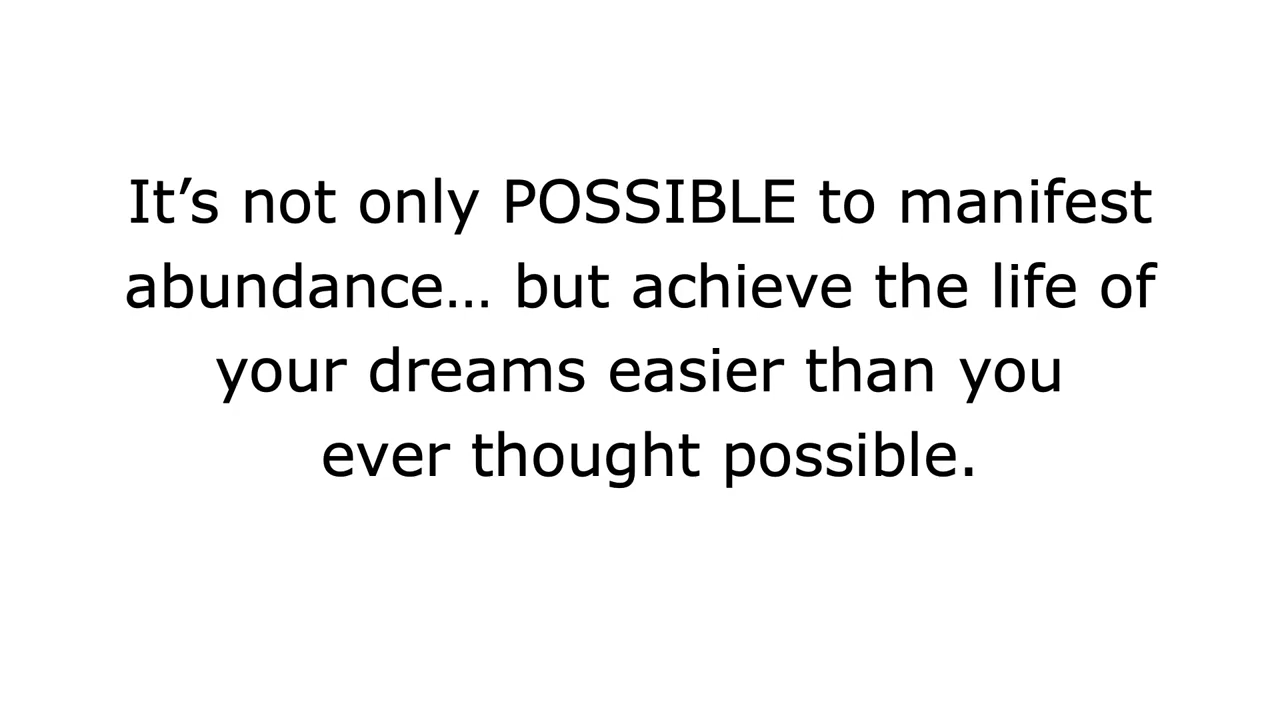 It’s not only POSSIBLE to manifest
abundance… but achieve the life of
your dreams easier than you
ever thought possible.